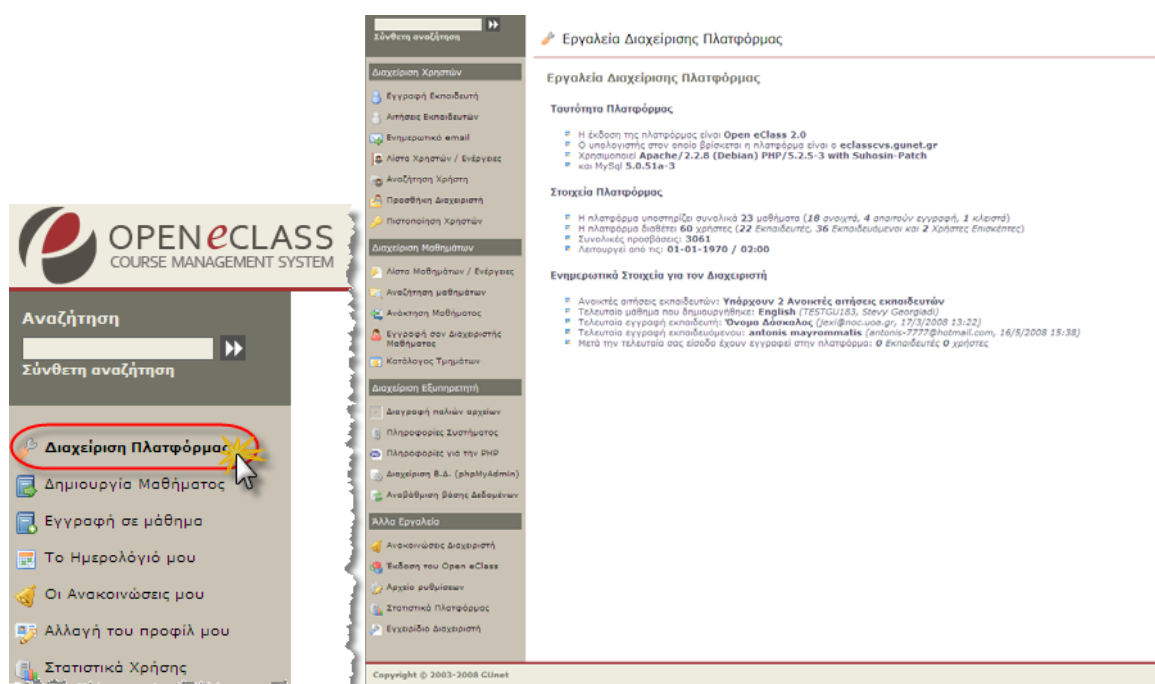 OPEN eCLASS
COURSE MANAGEMENT SYSTEM
Αναζήτηση
Σύνθετη αναζήτηση
Διαχείριση Πλατφόρμας
Δημιουργία Μαθήματος
Εγγραφή σε μάθημα
Το Ημερολόγιό μου
Οι Ανακοινώσεις μου
Αλλαγή του προφίλ μου
Στατιστικά Χρήσης
Σύνθετη αναζήτηση
Διαχείριση Χρηστών
Εγγραφή Εκπαιδευτή
Αιτήσεις Εκπαιδευτών
Ενημερωτικό email
Λίστα Χρηστών / Ενέργειες
Αναζήτηση Χρήστη
Προσθήκη Διαχειριστή
Πιστοποίηση Χρηστών
Διαχείριση Μαθημάτων
Λίστα Μαθημάτων / Ενέργειες
Αναζήτηση μαθημάτων
Ανάκτηση Μαθήματος
Εγγραφή σαν Διαχειριστής
Μαθήματος
Κατάλογος Τμημάτων
Διαχείριση Εξυπηρετητή
Διαγραφή παλιών αρχείων
Πληροφορίες Συστήματος
Πληροφορίες για την PHP
Διαχείριση Β.Δ. (phpMyAdmin)
Αναβάθμιση βάσης Δεδομένων
Άλλα Εργαλεία
Ανακοινώσεις Διαχειριστή
Έκδοση του Open eClass
Αρχείο ρυθμίσεων
Στατιστικά Πλατφόρμας
Εγχειρίδιο Διαχειριστή
Εργαλεία Διαχείρισης Πλατφόρμας
Εργαλεία Διαχείρισης Πλατφόρμας
Ταυτότητα Πλατφόρμας
Η έκδοση της πλατφόρμας είναι Open eClass 2.0
Ο υπολογιστής στον οποίο βρίσκεται η πλατφόρμα είναι ο eclasscvs.gunet.gr
Χρησιμοποιεί Apache/2.2.8 (Debian) PHP/5.2.5-3 with Suhosin-Patch
και MySql 5.0.51a-3
Στοιχεία Πλατφόρμας
Η πλατφόρμα υποστηρίζει συνολικά 23 μαθήματα (18 ανοιχτά, 4 απαιτούν εγγραφή, 1 κλειστά)
Η πλατφόρμα διαθέτει 60 χρήστες (22 Εκπαιδευτές, 36 Εκπαιδευόμενοι και 2 Χρήστες Επισκέπτες)
Συνολικές προσβάσεις: 3061
Λειτουργεί από τις: 01-01-1970 / 02:00
Ενημερωτικά Στοιχεία για τον Διαχειριστή
Ανοικτές αιτήσεις εκπαιδευτών: Υπάρχουν 2 Ανοικτές αιτήσεις εκπαιδευτών
Τελευταίο μάθημα που δημιουργήθηκε: English (TESTGU183, Stevy Georgiadi)
Τελευταία εγγραφή εκπαιδευτή: Όνομα Δάσκαλος (jexi@noc.uoa.gr, 17/3/2008 13:22)
Τελευταία εγγραφή εκπαιδευόμενου: antonis mayrommatis (antonis-7777@hotmail.com, 16/5/2008 15:38)
Μετά την τελευταία σας είσοδο έχουν εγγραφεί στην πλατφόρμα: 0 Εκπαιδευτές 0 χρήστες
Copyright © 2003-2008 GUnet